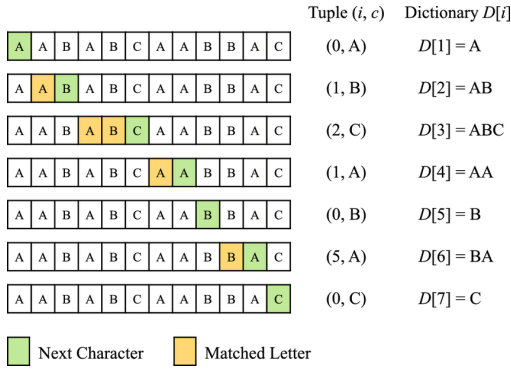 Tuple (i, c) Dictionary D[i]
A A B A B C A A B B A C (0, A) D[1] = A
A A B A B C A A B B A C (1, B) D[2] = AB
A A B A B C A A B B A C (2, C) D[3] = ABC
A A B A B C A A B B A C (1, A) D[4] = AA
A A B A B C A A B B A C (0, B) D[5] = B
A A B A B C A A B B A C (5, A) D[6] = BA
A A B A B C A A B B A C (0, C) D[7] = C
Next Character Matched Letter